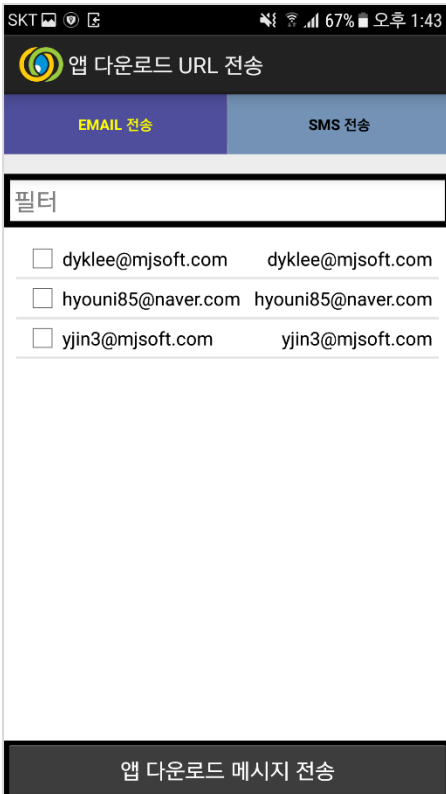 SKT 67% 오후 1:43
앱 다운로드 URL 전송
EMAIL 전송 SMS 전송
필터
dyklee@mjsoft.com dyklee@mjsoft.com
hyouni85@naver.com hyouni85@naver.com
yjin3@mjsoft.com yjin3@mjsoft.com
앱 다운로드 메시지 전송